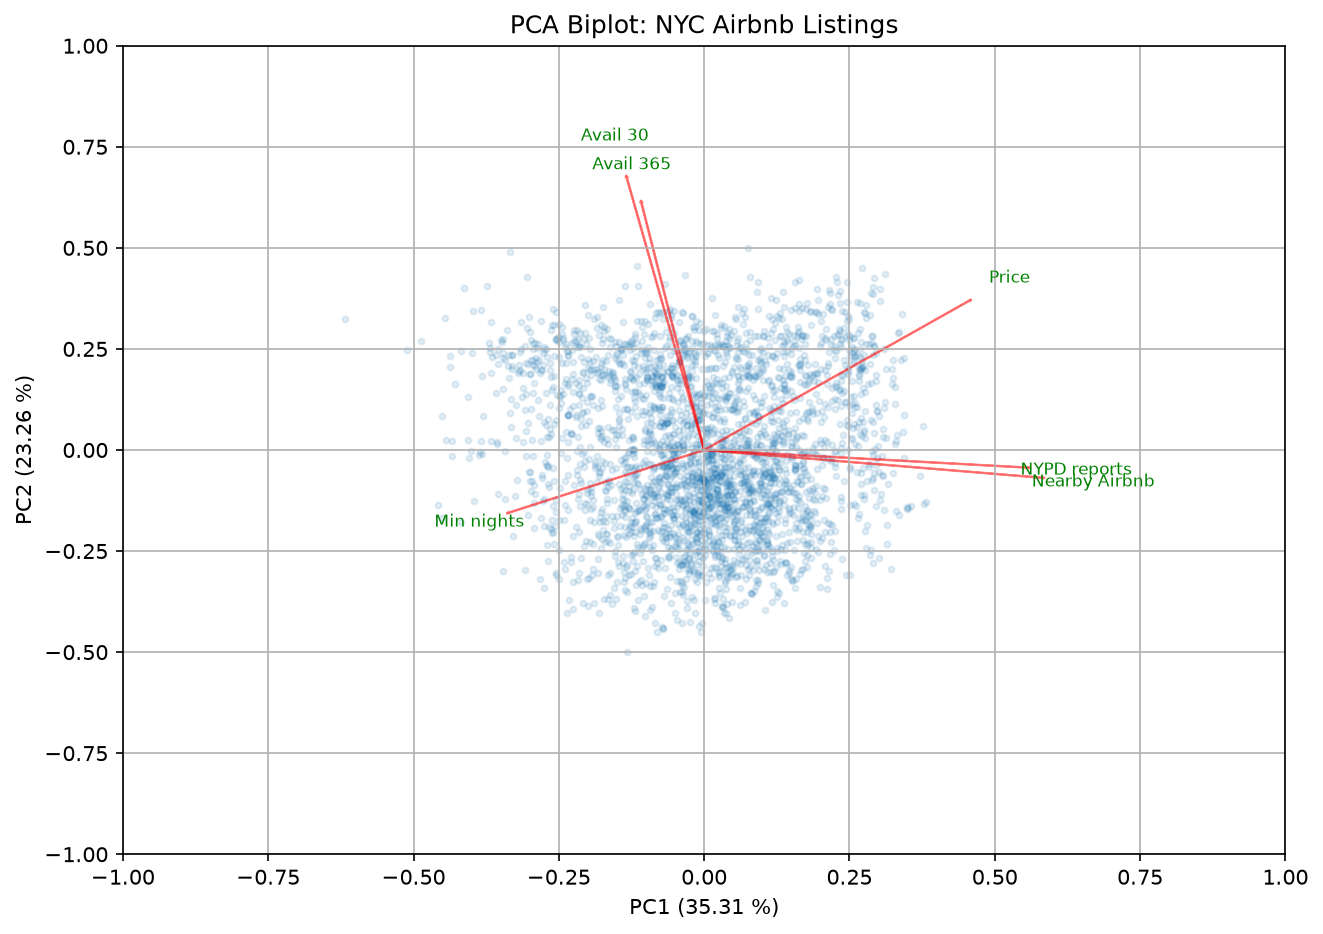 PCA Biplot: NYC Airbnb Listings
1.00
0.75
0.50
0.25
0.00
−0.25
−0.50
−0.75
−1.00
PC2 (23.26 %)
Avail 30
Avail 365
Price
NYPD reports
Nearby Airbnb
Min nights
−1.00 −0.75 −0.50 −0.25 0.00 0.25 0.50 0.75 1.00
PC1 (35.31 %)